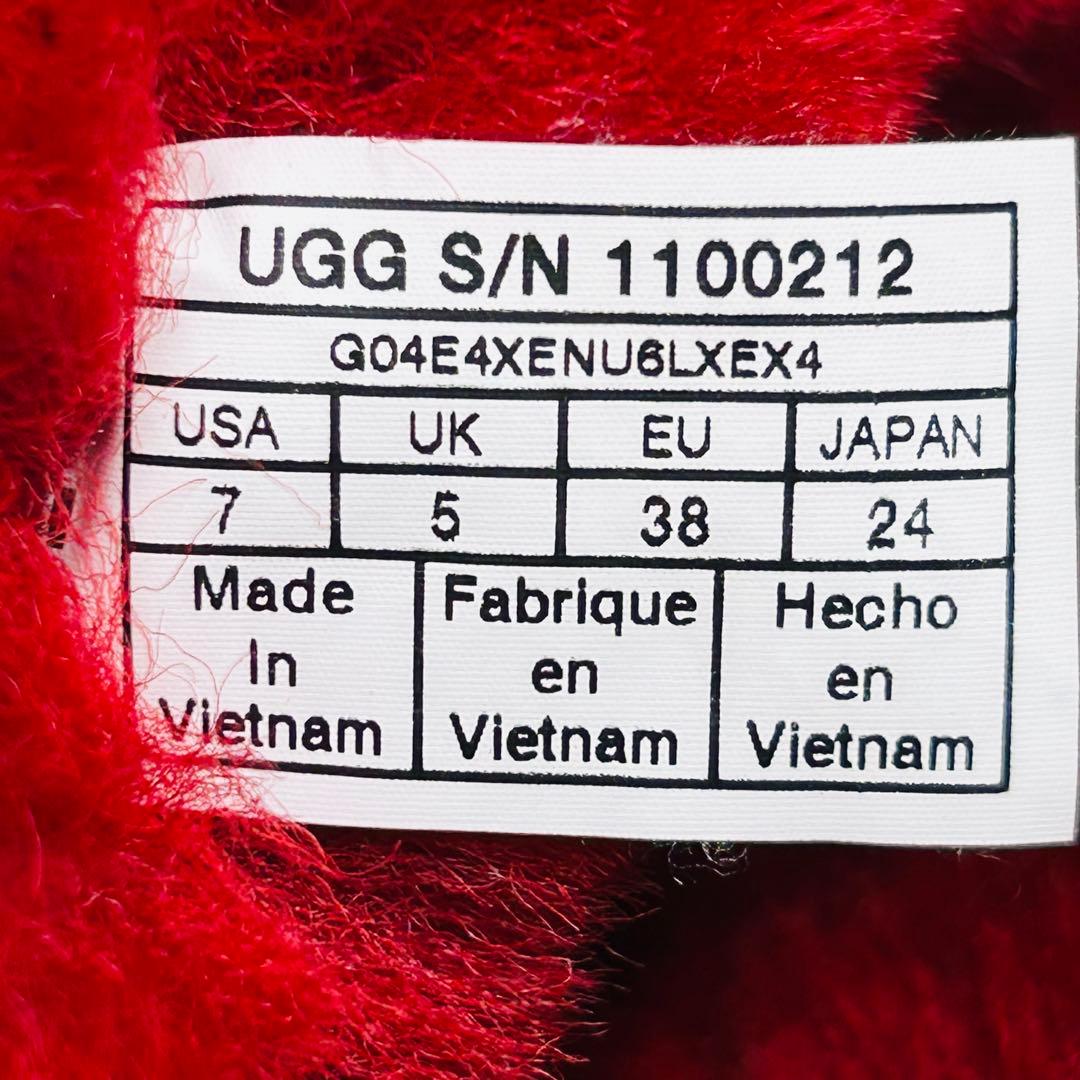 UGG S/N 1100212
G04E4XENU6LXEX4
USA UK EU JAPAN
7 5 38 24
Made In Vietnam
Fabrique en Vietnam
Hecho en Vietnam